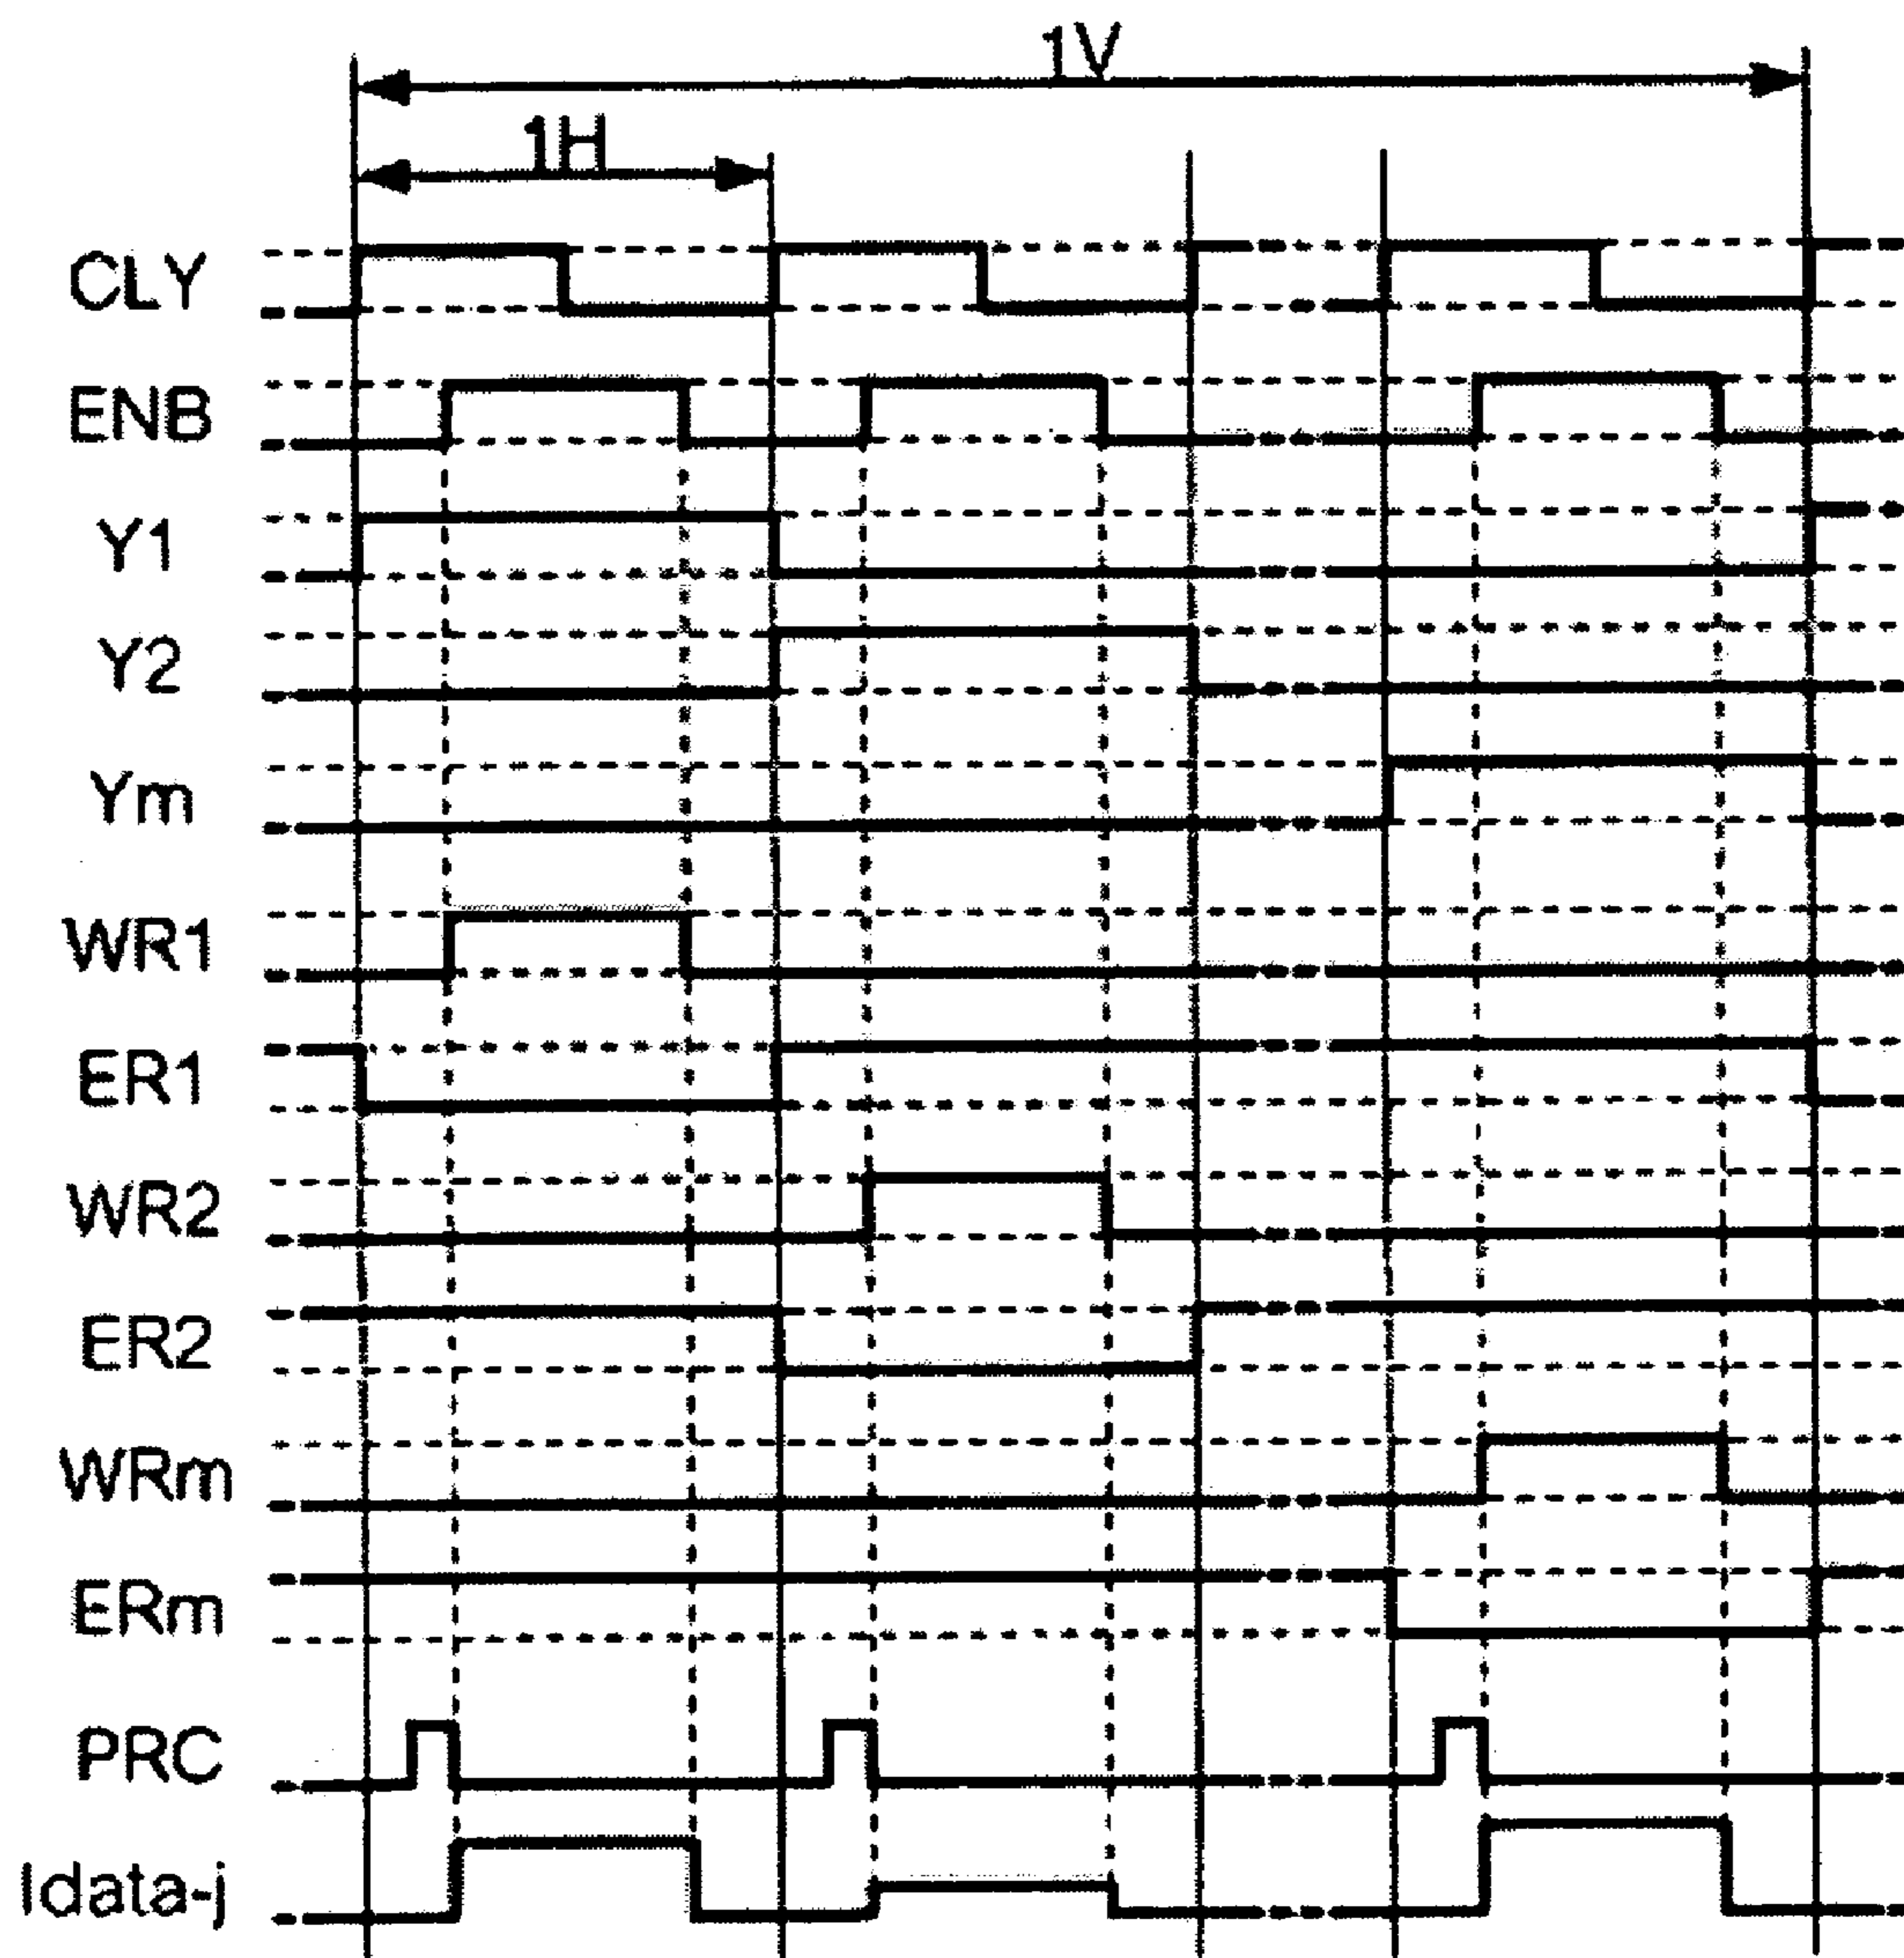 1V
1H
CLY
ENB
Y1
Y2
Ym
WR1
ER1
WR2
ER2
WRm
ERm
PRC
Idata-j